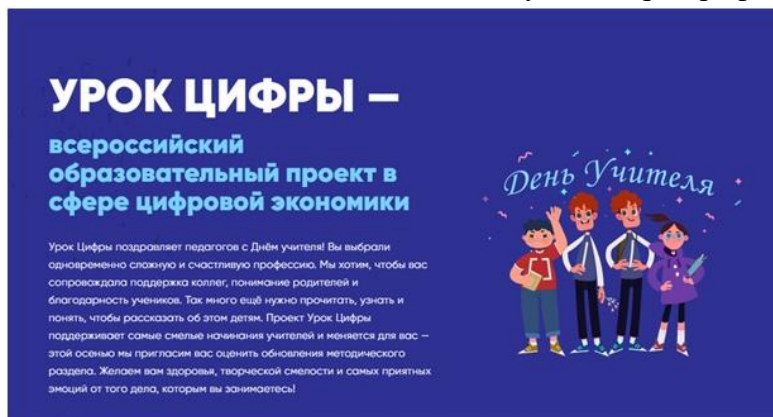 УРОК ЦИФРЫ —
всероссийский
образовательный проект в
сфере цифровой экономики
Урок Цифры поздравляет педагогов с Днём учителя! Вы выбрали
одновременно сложную и счастливую профессию. Мы хотим, чтобы вас
сопровождала поддержка коллег, понимание родителей и
благодарность учеников. Так много ещё нужно прочитать, узнать и
понять, чтобы рассказать об этом детям. Проект Урок Цифры
поддерживает самые смелые начинания учителей и меняется для вас —
этой осенью мы пригласим вас оценить обновления методического
раздела. Желаем вам здоровья, творческой смелости и самых приятных
эмоций от того дела, которым вы занимаетесь!
День Учителя